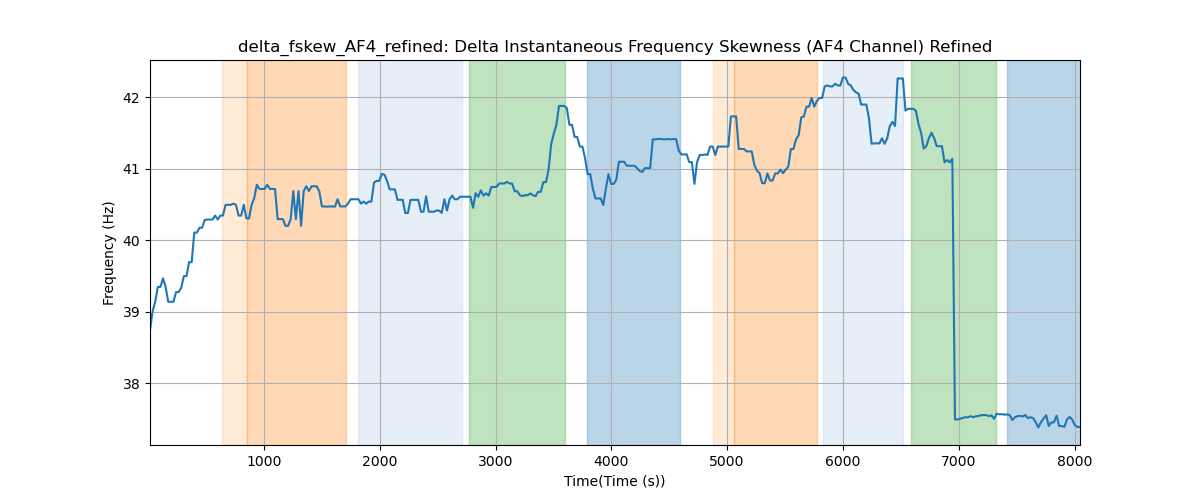 delta_fskew_AF4_refined: Delta Instantaneous Frequency Skewness (AF4 Channel) Refined
Frequency (Hz)
42
41
40
39
38
1000 2000 3000 4000 5000 6000 7000 8000
Time(Time (s))